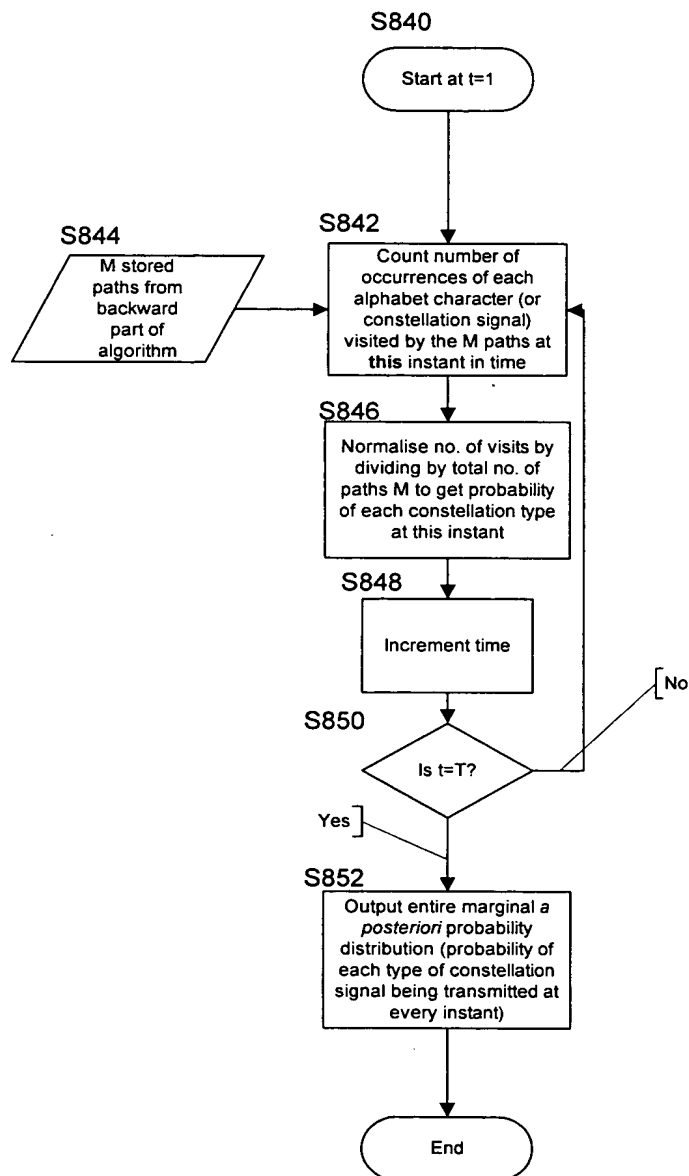 S840
Start at t=1
S842
S844
M stored
paths from
backward
part of
algorithm
Count number of
occurrences of each
alphabet character (or
constellation signal)
visited by the M paths at
this instant in time
S846
Normalise no. of visits by
dividing by total no. of
paths M to get probability
of each constellation type
at this instant
S848
Increment time
No
S850
Is t=T?
Yes
S852
Output entire marginal a
posteriori probability
distribution (probability of
each type of constellation
signal being transmitted at
every instant)
End